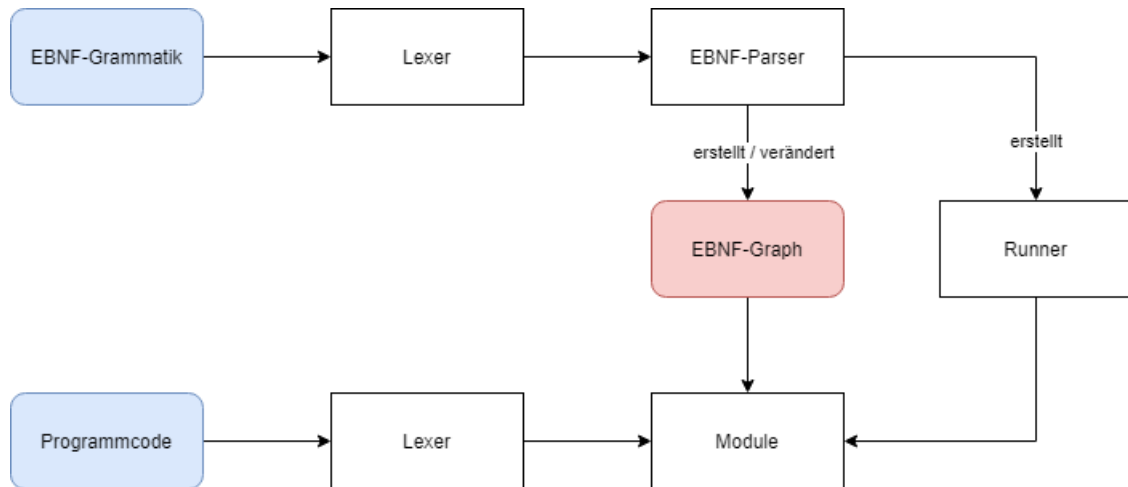 EBNF-Grammatik
Lexer
EBNF-Parser
erstellt / verändert
erstellt
EBNF-Graph
Runner
Programmcode
Lexer
Module